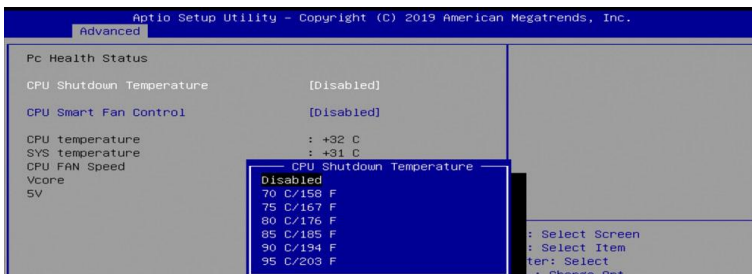 Aptio Setup Utility – Copyright (C) 2019 American Megatrends, Inc.
Advanced
Pc Health Status
CPU Shutdown Temperature [Disabled]
CPU Smart Fan Control [Disabled]
CPU temperature : +32 C
SYS temperature : +31 C
CPU FAN Speed
Vcore
5V
CPU Shutdown Temperature
Disabled
70 C/158 F
75 C/167 F
80 C/176 F
85 C/185 F
90 C/194 F
95 C/203 F
: Select Screen
: Select Item
ter: Select